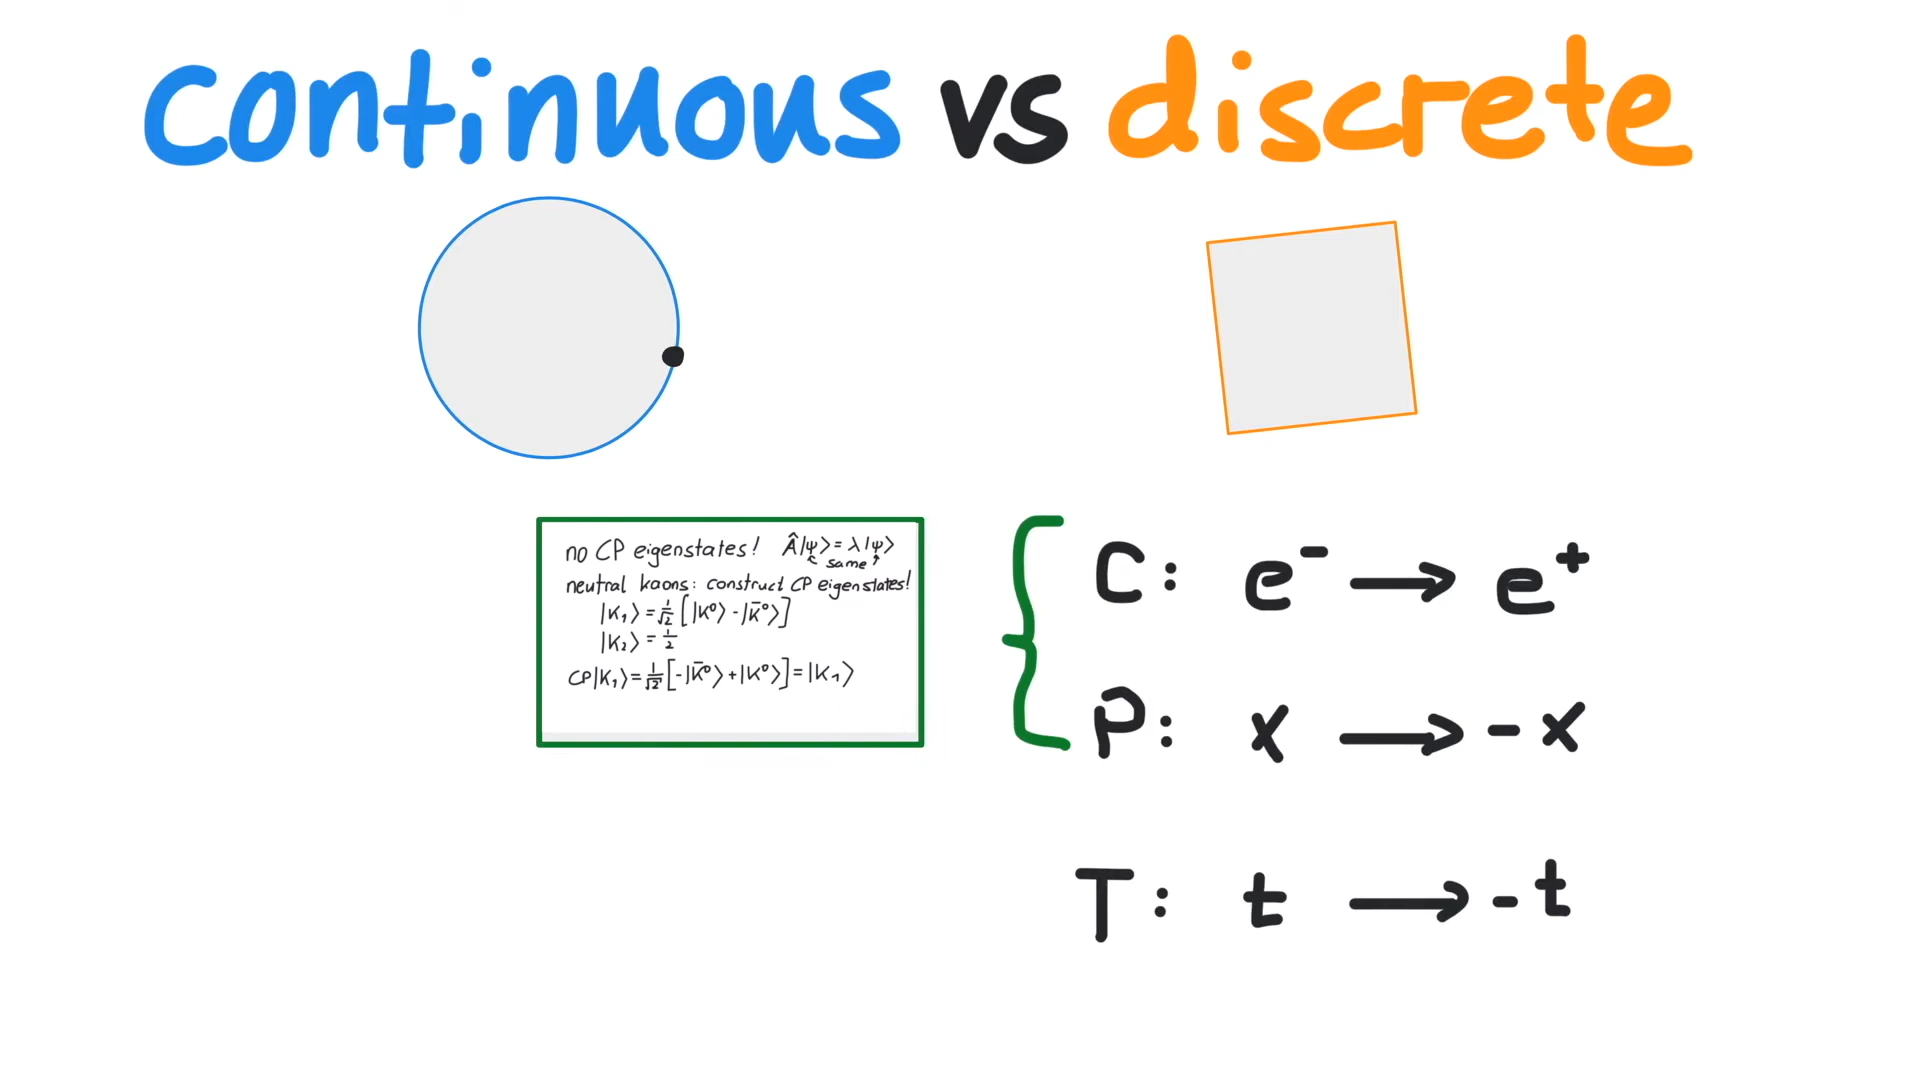 continuous vs discrete
no CP eigenstates! Â|ψ⟩ = λ|ψ⟩
same
neutral kaons: construct CP eigenstates!
|K₁⟩ = 1/√2 [|K⁰⟩ - |K̄⁰⟩]
|K₂⟩ = 1/2
CP|K₁⟩ = 1/√2 [-|K̄⁰⟩ + |K⁰⟩] = |K₁⟩
C: e⁻ → e⁺
P: x → -x
T: t → -t